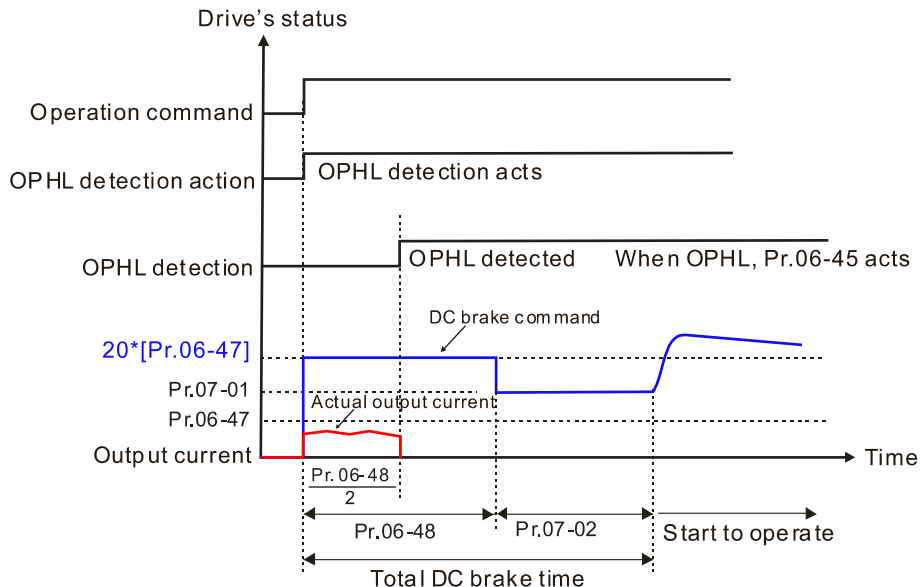 Drive's status
Operation command
OPHL detection action
OPHL detection acts
OPHL detection
OPHL detected
When OPHL, Pr.06-45 acts
DC brake command
20*[Pr.06-47]
Pr.07-01
Actual output current
Pr.06-47
Output current
Time
Pr. 06-48
2
Pr.06-48
Pr.07-02
Start to operate
Total DC brake time